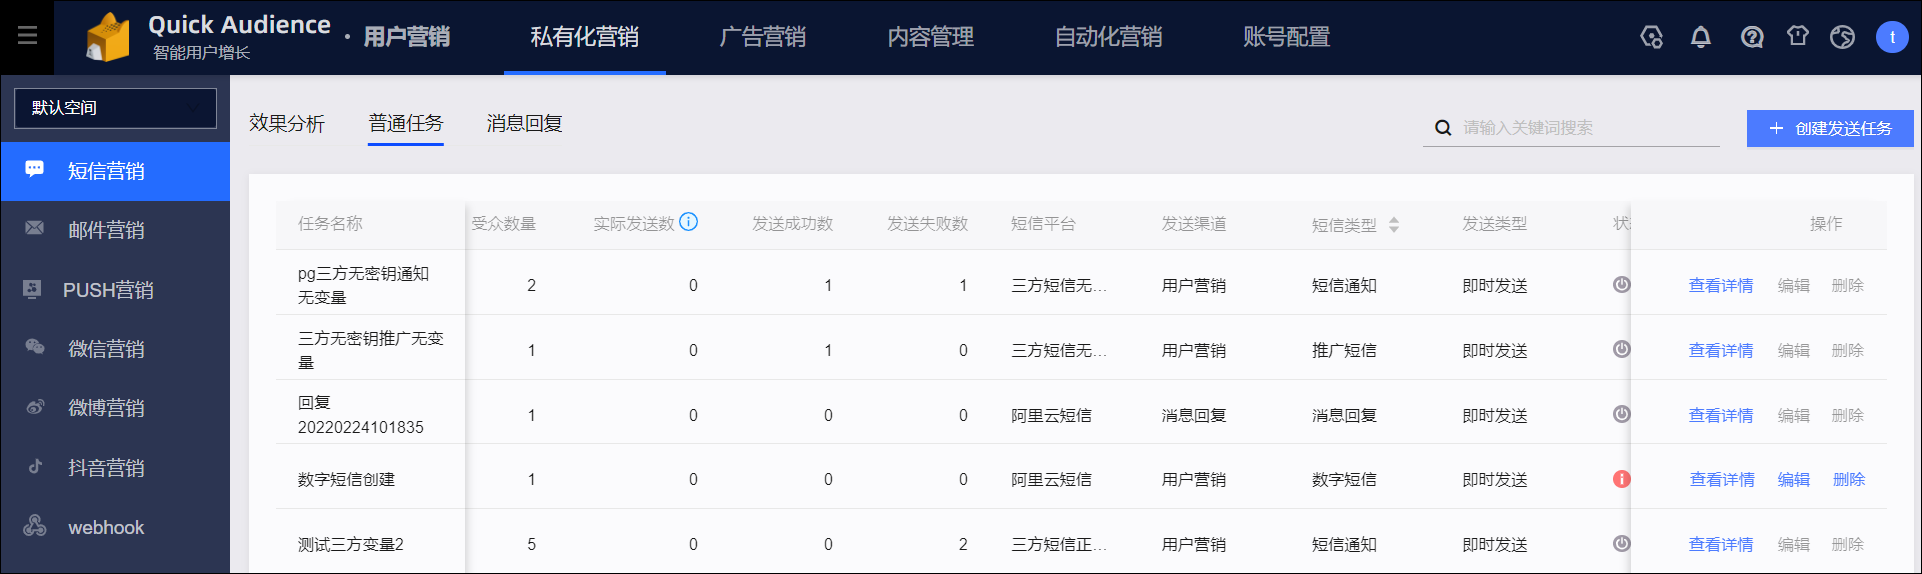 Quick Audience
智能用户增长
· 用户营销
私有化营销
广告营销
内容管理
自动化营销
账号配置
t
默认空间
短信营销
邮件营销
PUSH营销
微信营销
微博营销
抖音营销
webhook
效果分析
普通任务
消息回复
请输入关键词搜索
+ 创建发送任务
任务名称 受众数量 实际发送数 发送成功数 发送失败数 短信平台 发送渠道 短信类型 发送类型 操作
pg三方无密钥通知
无变量
2 0 1 1 三方短信无... 用户营销 短信通知 即时发送 查看详情 编辑 删除
三方无密钥推广无变
量
1 0 1 0 三方短信无... 用户营销 推广短信 即时发送 查看详情 编辑 删除
回复
20220224101835
1 0 0 0 阿里云短信 消息回复 消息回复 即时发送 查看详情 编辑 删除
数字短信创建 1 0 0 0 阿里云短信 用户营销 数字短信 即时发送 查看详情 编辑 删除
测试三方变量2 5 0 0 2 三方短信正... 用户营销 短信通知 即时发送 查看详情 编辑 删除